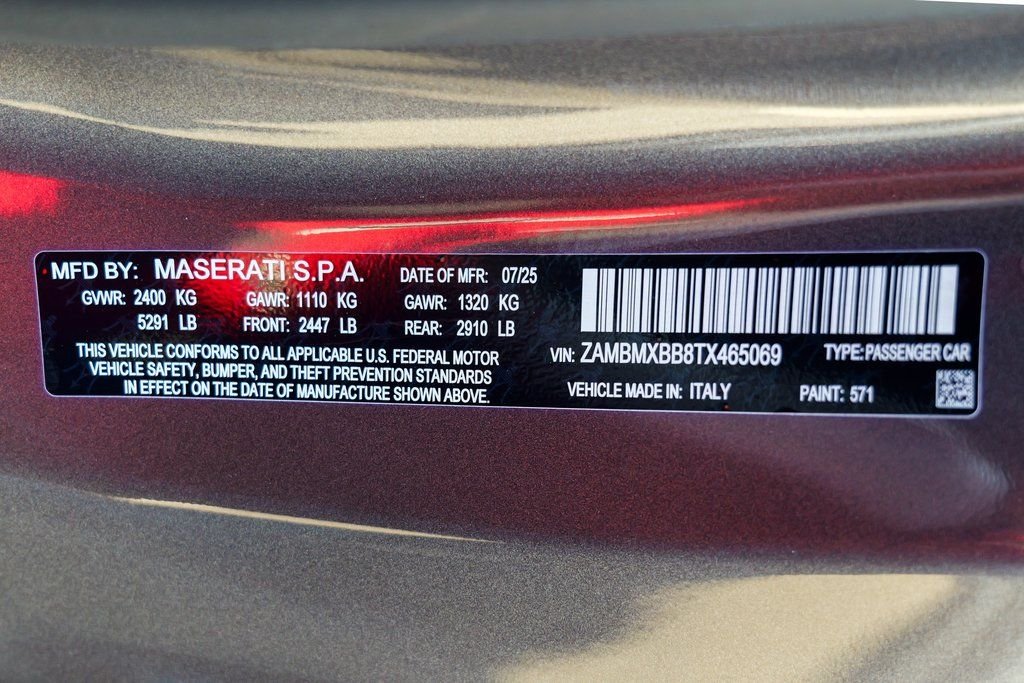 MFD BY: MASERATI S.P.A. DATE OF MFR: 07/25
GVWR: 2400 KG GAWR: 1110 KG GAWR: 1320 KG
5291 LB FRONT: 2447 LB REAR: 2910 LB
THIS VEHICLE CONFORMS TO ALL APPLICABLE U.S. FEDERAL MOTOR
VEHICLE SAFETY, BUMPER, AND THEFT PREVENTION STANDARDS
IN EFFECT ON THE DATE OF MANUFACTURE SHOWN ABOVE.
VIN: ZAMBMXBB8TX465069 TYPE: PASSENGER CAR
VEHICLE MADE IN: ITALY PAINT: 571